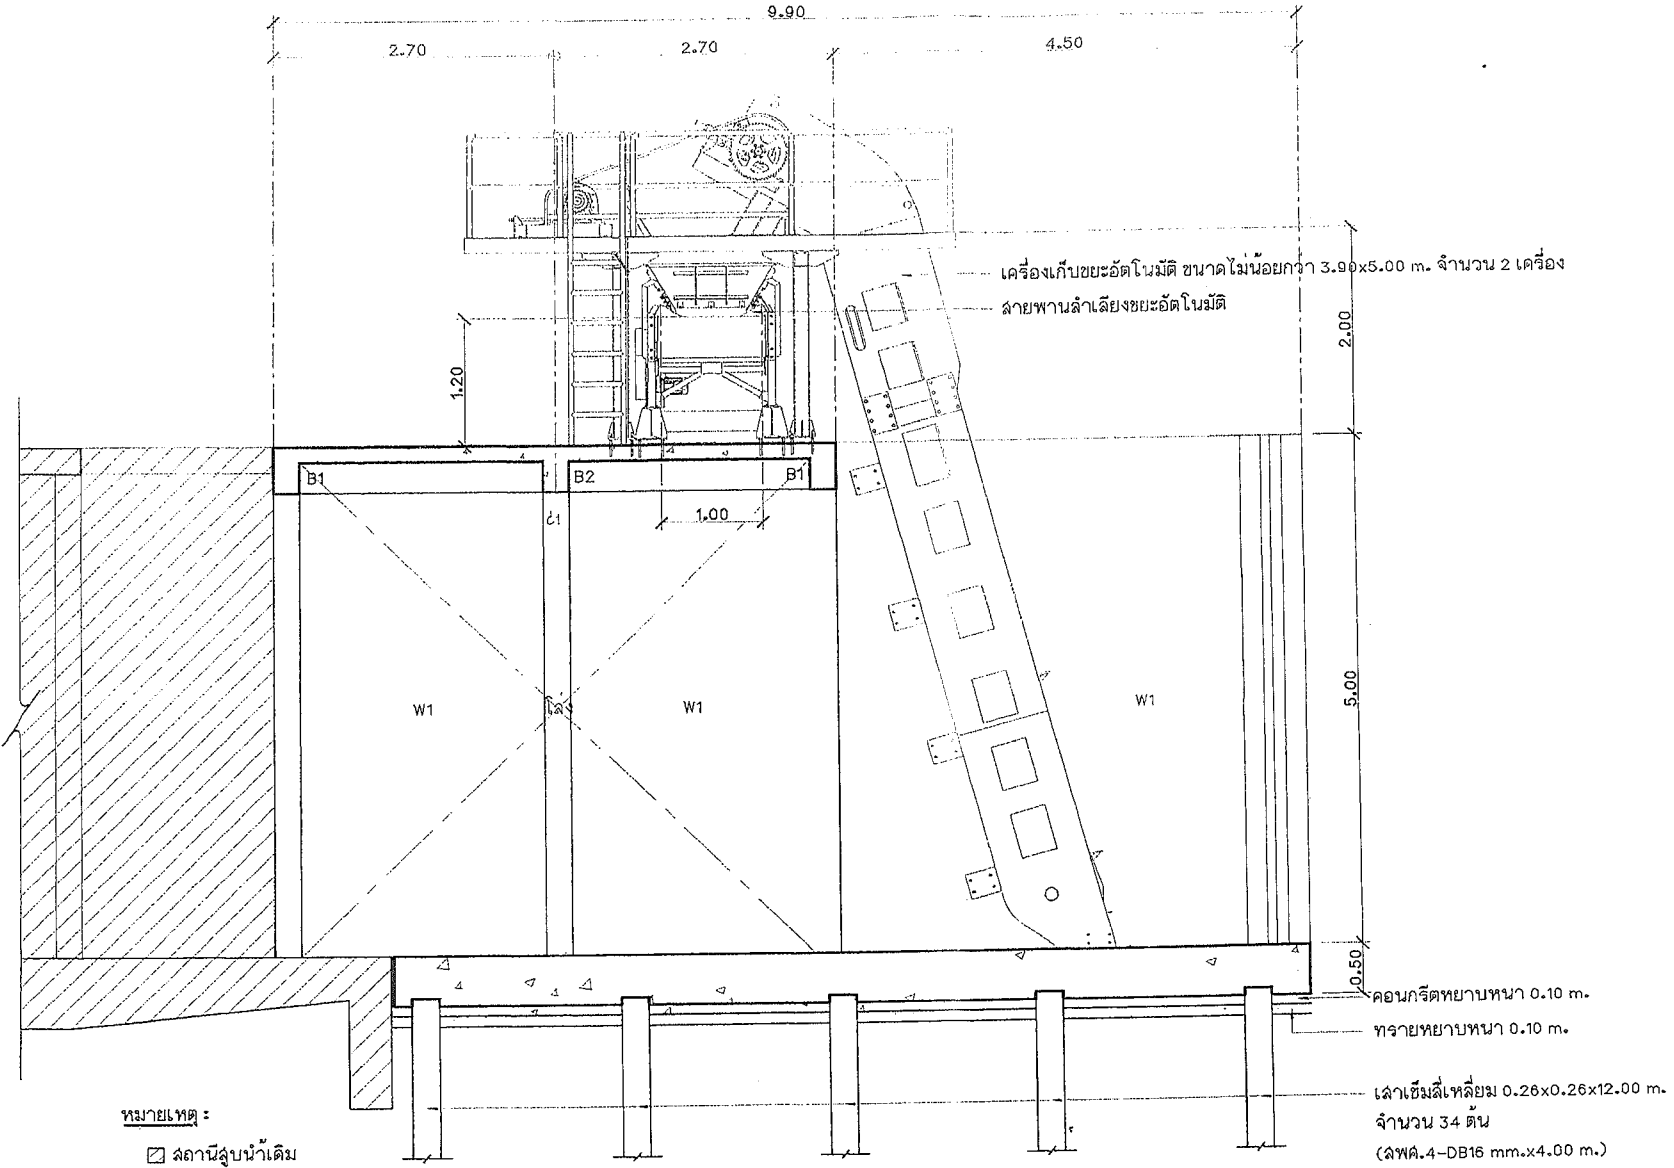 9.90
2.70
2.70
4.50
เครื่องเก็บขยะอัตโนมัติ ขนาดไม่น้อยกว่า 3.90x5.00 m. จำนวน 2 เครื่อง
สายพานลำเลียงขยะอัตโนมัติ
2.00
1.20
B1
B2
B1
C1
1.00
W1
โล่ง
W1
W1
5.00
0.50
คอนกรีตหยาบหนา 0.10 m.
ทรายหยาบหนา 0.10 m.
เสาเข็มสี่เหลี่ยม 0.26x0.26x12.00 m.
จำนวน 34 ต้น
(สพค.4-DB16 mm.x4.00 m.)
หมายเหตุ :
สถานีสูบน้ำเดิม